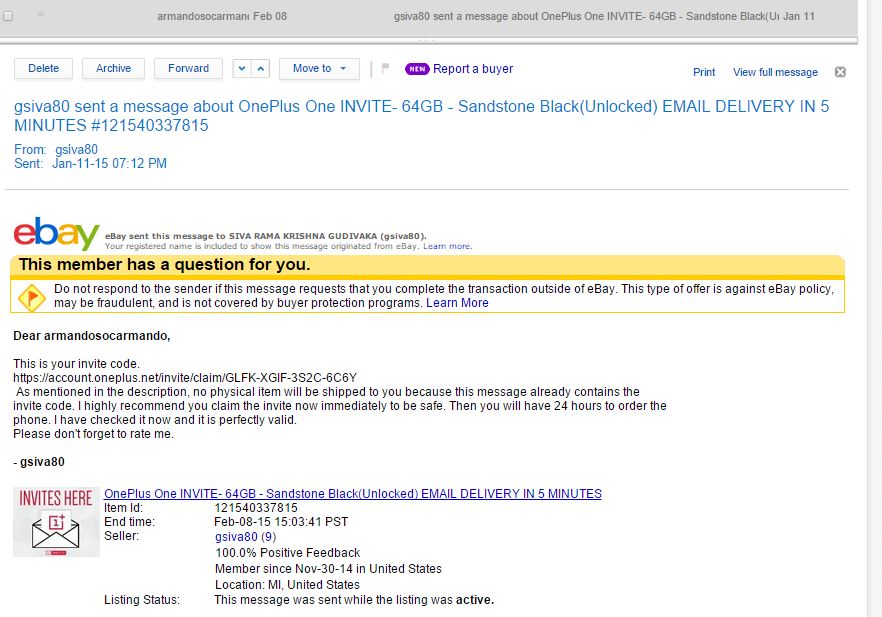 armandosocarmand Feb 08 gsiva80 sent a message about OnePlus One INVITE- 64GB - Sandstone Black(U Jan 11
Delete Archive Forward Move to NEW Report a buyer Print View full message
gsiva80 sent a message about OnePlus One INVITE- 64GB - Sandstone Black(Unlocked) EMAIL DELIVERY IN 5
MINUTES #121540337815
From: gsiva80
Sent: Jan-11-15 07:12 PM
ebay eBay sent this message to SIVA RAMA KRISHNA GUDIVAKA (gsiva80).
Your registered name is included to show this message originated from eBay. Learn more.
This member has a question for you.
Do not respond to the sender if this message requests that you complete the transaction outside of eBay. This type of offer is against eBay policy,
may be fraudulent, and is not covered by buyer protection programs. Learn More
Dear armandosocarmando,
This is your invite code.
https://account.oneplus.net/invite/claim/GLFK-XGIF-3S2C-6C6Y
As mentioned in the description, no physical item will be shipped to you because this message already contains the
invite code. I highly recommend you claim the invite now immediately to be safe. Then you will have 24 hours to order the
phone. I have checked it now and it is perfectly valid.
Please don't forget to rate me.
- gsiva80
INVITES HERE
OnePlus One INVITE- 64GB - Sandstone Black(Unlocked) EMAIL DELIVERY IN 5 MINUTES
Item Id: 121540337815
End time: Feb-08-15 15:03:41 PST
Seller: gsiva80 (9)
100.0% Positive Feedback
Member since Nov-30-14 in United States
Location: MI, United States
Listing Status: This message was sent while the listing was active.